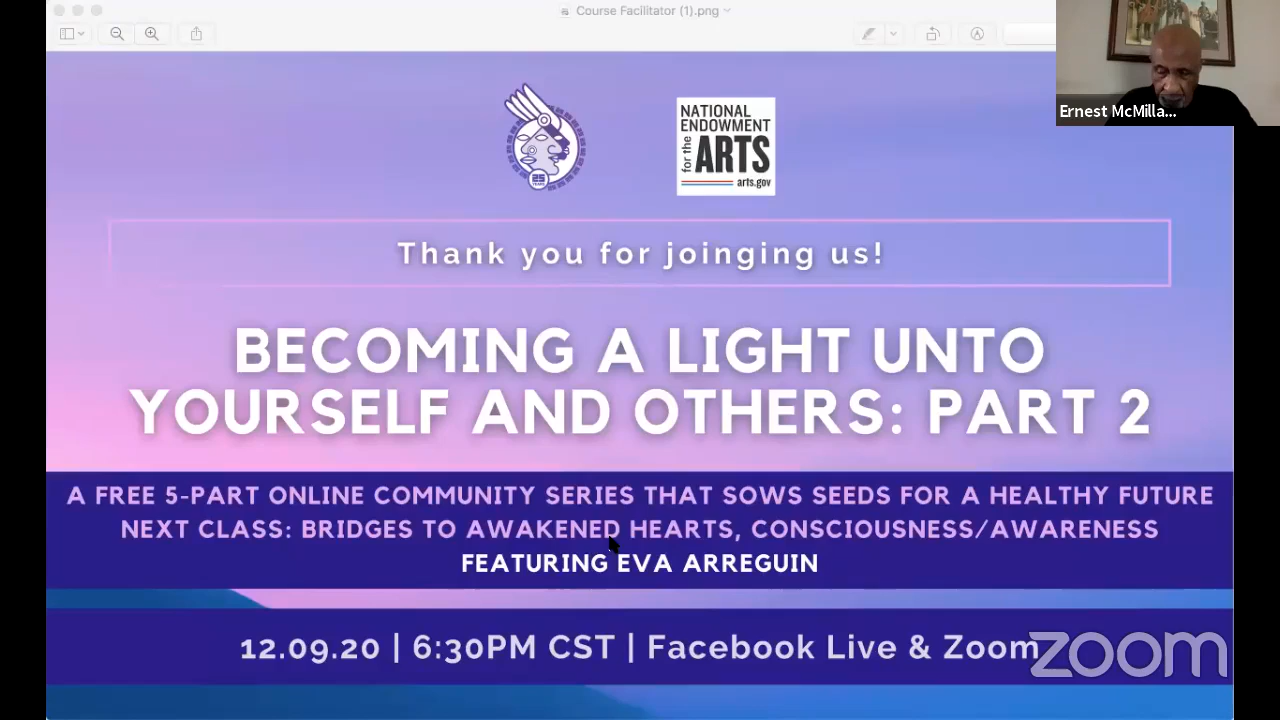 Course Facilitator (1).png
Ernest McMilla...
25
YEARS
NATIONAL
ENDOWMENT
for the
ARTS
arts.gov
Thank you for joinging us!
BECOMING A LIGHT UNTO
YOURSELF AND OTHERS: PART 2
A FREE 5-PART ONLINE COMMUNITY SERIES THAT SOWS SEEDS FOR A HEALTHY FUTURE
NEXT CLASS: BRIDGES TO AWAKENED HEARTS, CONSCIOUSNESS/AWARENESS
FEATURING EVA ARREGUIN
12.09.20 | 6:30PM CST | Facebook Live & Zoom
zoom